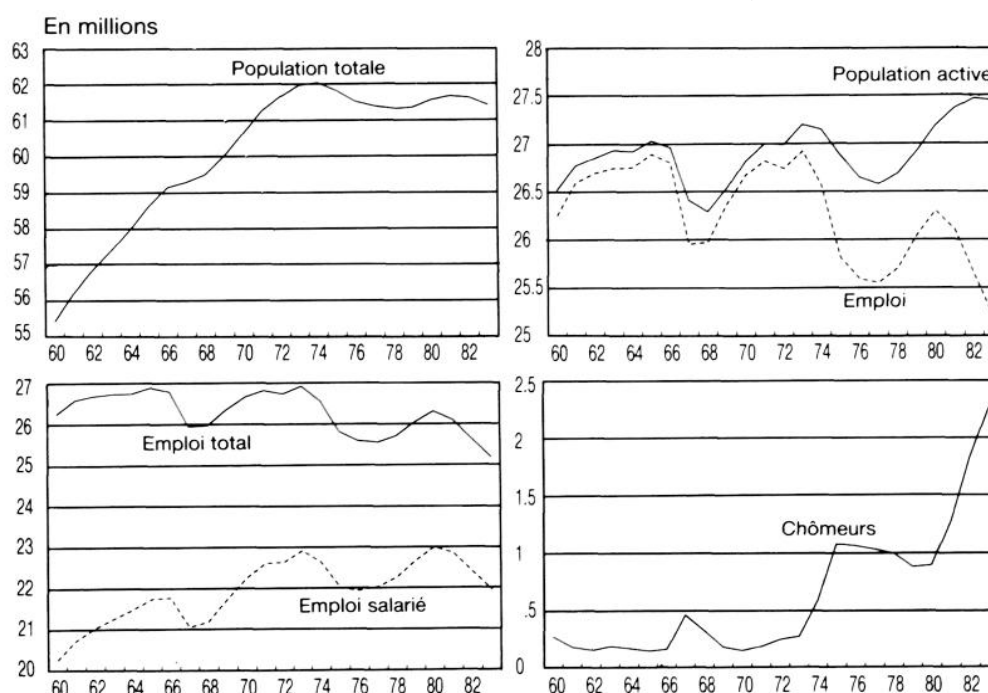 En millions
63
62
61
60
59
58
57
56
55
Population totale
60 62 64 66 68 70 72 74 76 78 80 82
28
27.5
27
26.5
26
25.5
25
Population active
Emploi
60 62 64 66 68 70 72 74 76 78 80 82
27
26
25
24
23
22
21
20
Emploi total
Emploi salarié
60 62 64 66 68 70 72 74 76 78 80 82
2.5
2
1.5
1
.5
0
Chômeurs
60 62 64 66 68 70 72 74 76 78 80 82